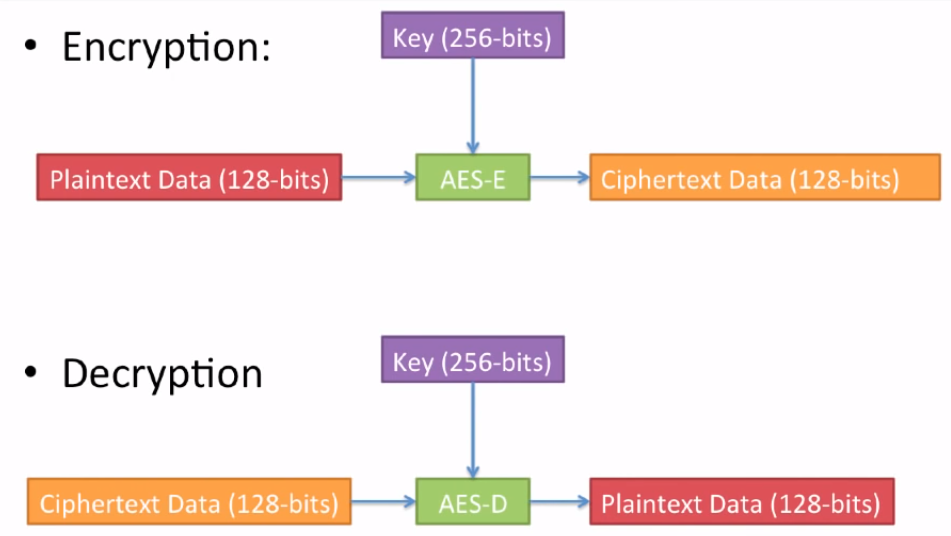 • Encryption:
Key (256-bits)
Plaintext Data (128-bits)
AES-E
Ciphertext Data (128-bits)
• Decryption
Key (256-bits)
Ciphertext Data (128-bits)
AES-D
Plaintext Data (128-bits)